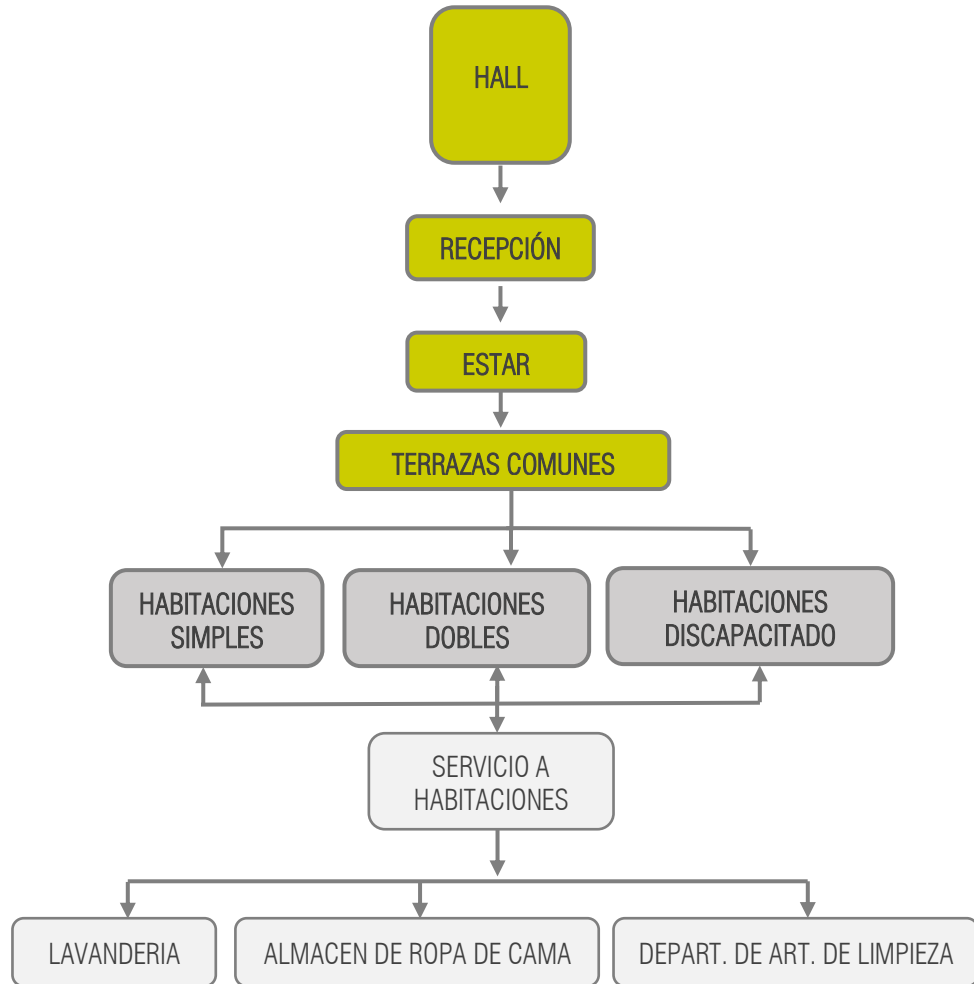 HALL
RECEPCIÓN
ESTAR
TERRAZAS COMUNES
HABITACIONES
SIMPLES
HABITACIONES
DOBLES
HABITACIONES
DISCAPACITADO
SERVICIO A
HABITACIONES
LAVANDERIA
ALMACEN DE ROPA DE CAMA
DEPART. DE ART. DE LIMPIEZA